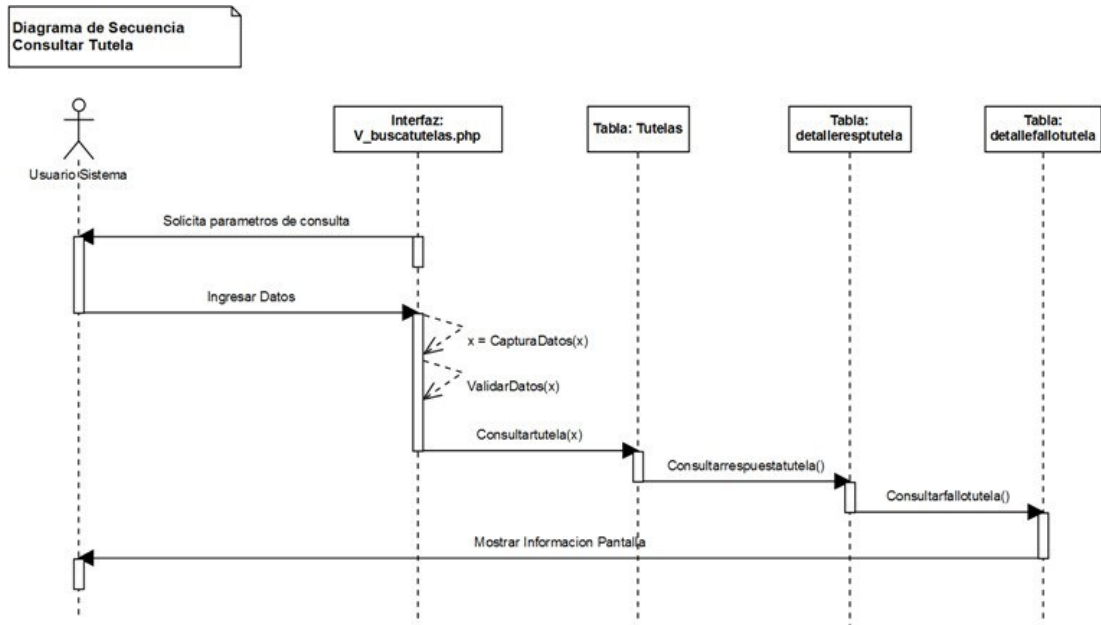 Diagrama de Secuencia
Consultar Tutela
Usuario Sistema
Interfaz:
V_buscatutelas.php
Tabla: Tutelas
Tabla:
detalleresptutela
Tabla:
detallefallotutela
Solicita parametros de consulta
Ingresar Datos
x = CapturaDatos(x)
ValidarDatos(x)
Consultartutela(x)
Consultarrespuestatutela()
Consultarfallotutela()
Mostrar Informacion Pantalla